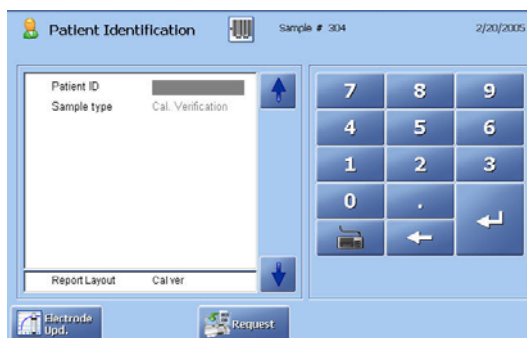 Patient Identification
Sample # 304
2/20/2005
Patient ID
Sample type Cal. Verification
Report Layout Cal ver
7 8 9
4 5 6
1 2 3
0 .
Electrode
Upd.
Request